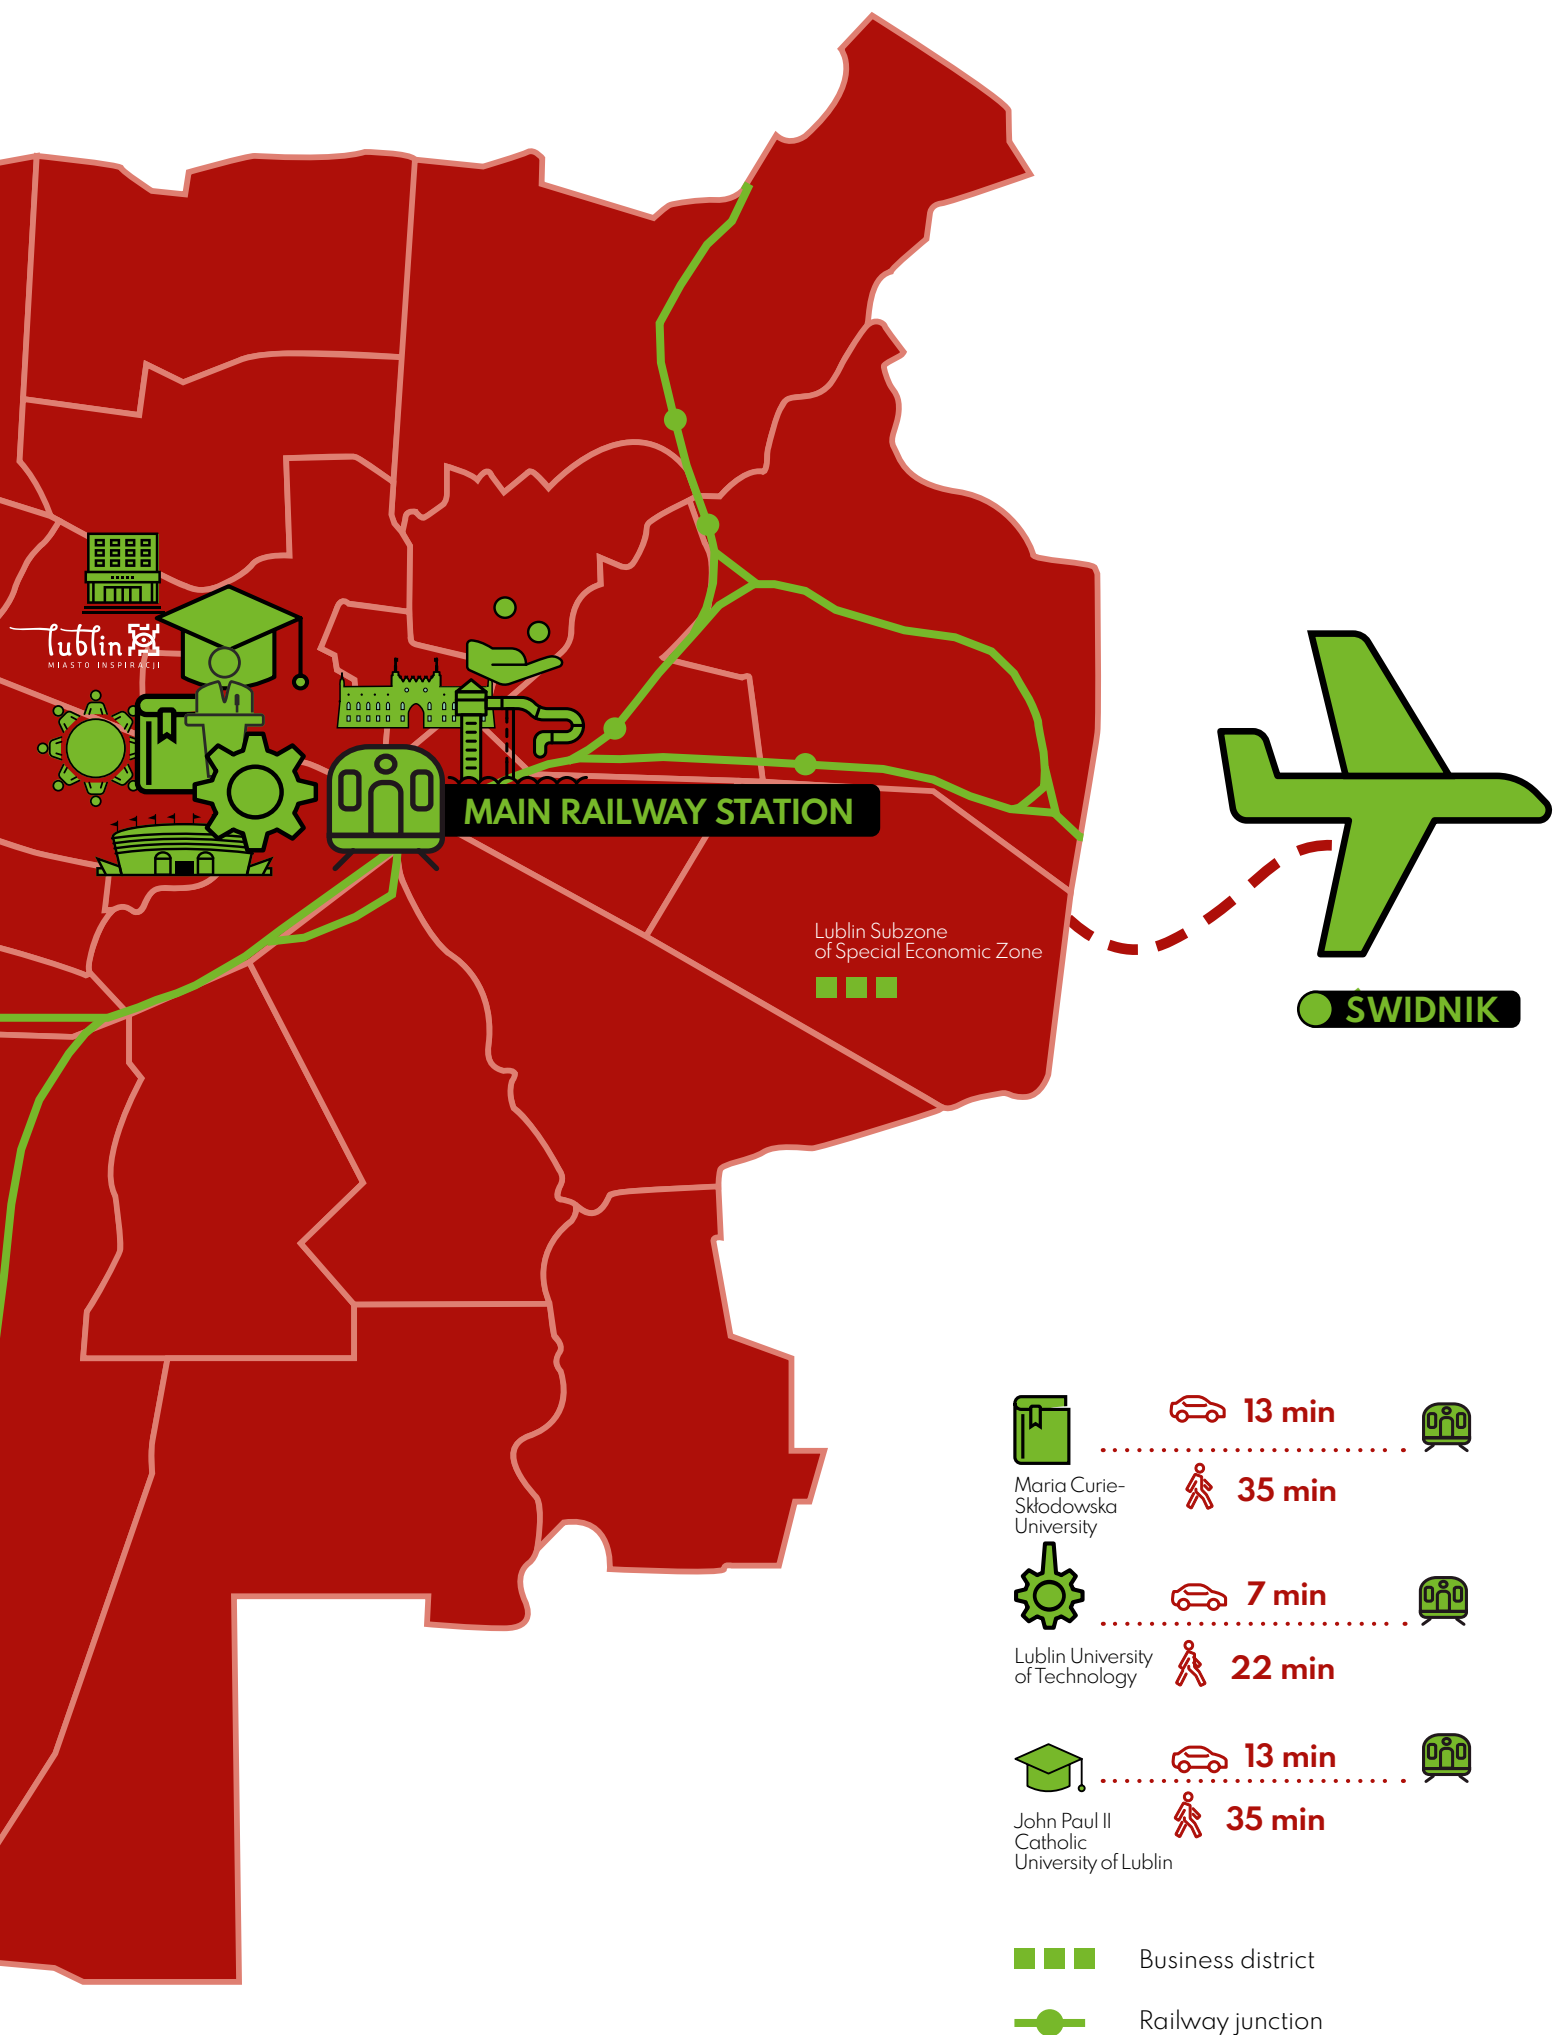 lublin
MIASTO INSPIRACJI
MAIN RAILWAY STATION
Lublin Subzone
of Special Economic Zone
ŚWIDNIK
13 min
35 min
Maria Curie-
Skłodowska
University
7 min
22 min
Lublin University
of Technology
13 min
35 min
John Paul II
Catholic
University of Lublin
Business district
Railway junction